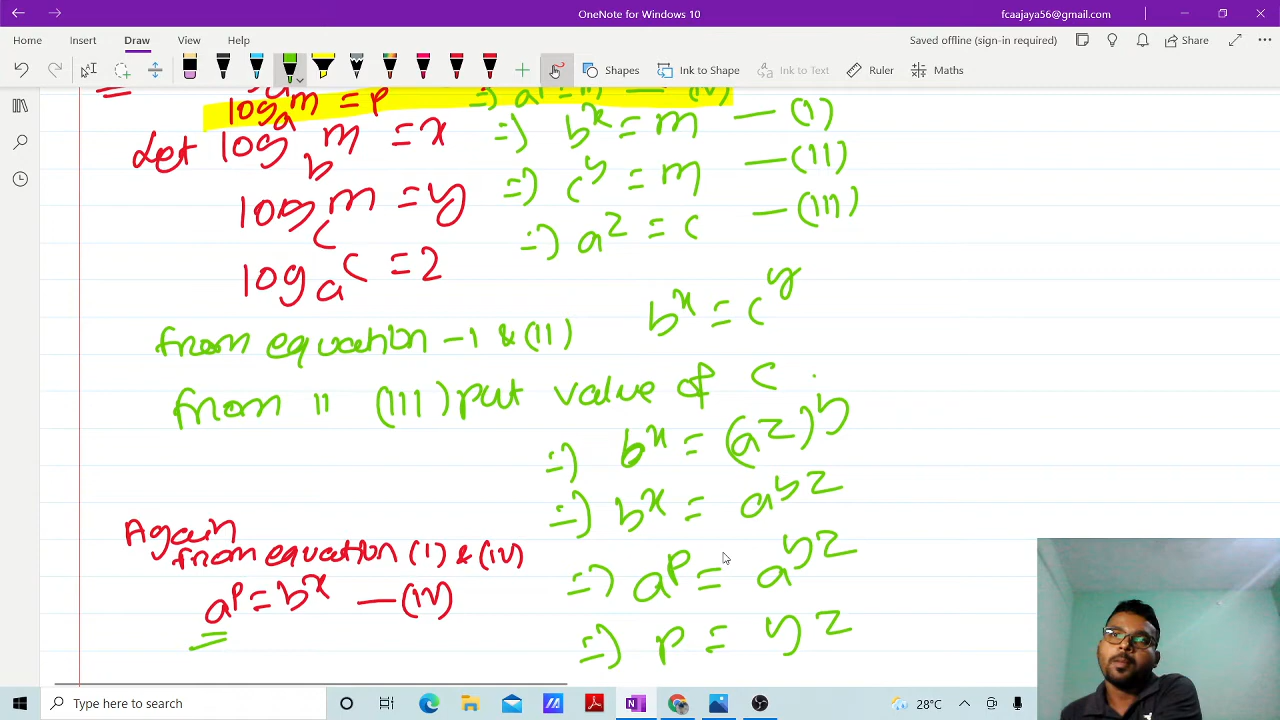 OneNote for Windows 10
fcaajaya56@gmail.com
Home Insert Draw View Help
Saved offline (sign-in required)
Share
Shapes Ink to Shape Ink to Text Ruler Maths
log_a m = p
Let log_b m = x => b^x = m — (I)
log_c m = y => c^y = m — (II)
log_a c = z => a^z = c — (III)
b^x = c^y
from equation - I & (II)
from " (III) put value of c
=> b^x = (a^z)^y
=> b^x = a^yz
Again
from equation (I) & (IV)
a^p = b^x — (IV)
=> a^p = a^yz
=> p = yz
Type here to search
28°C